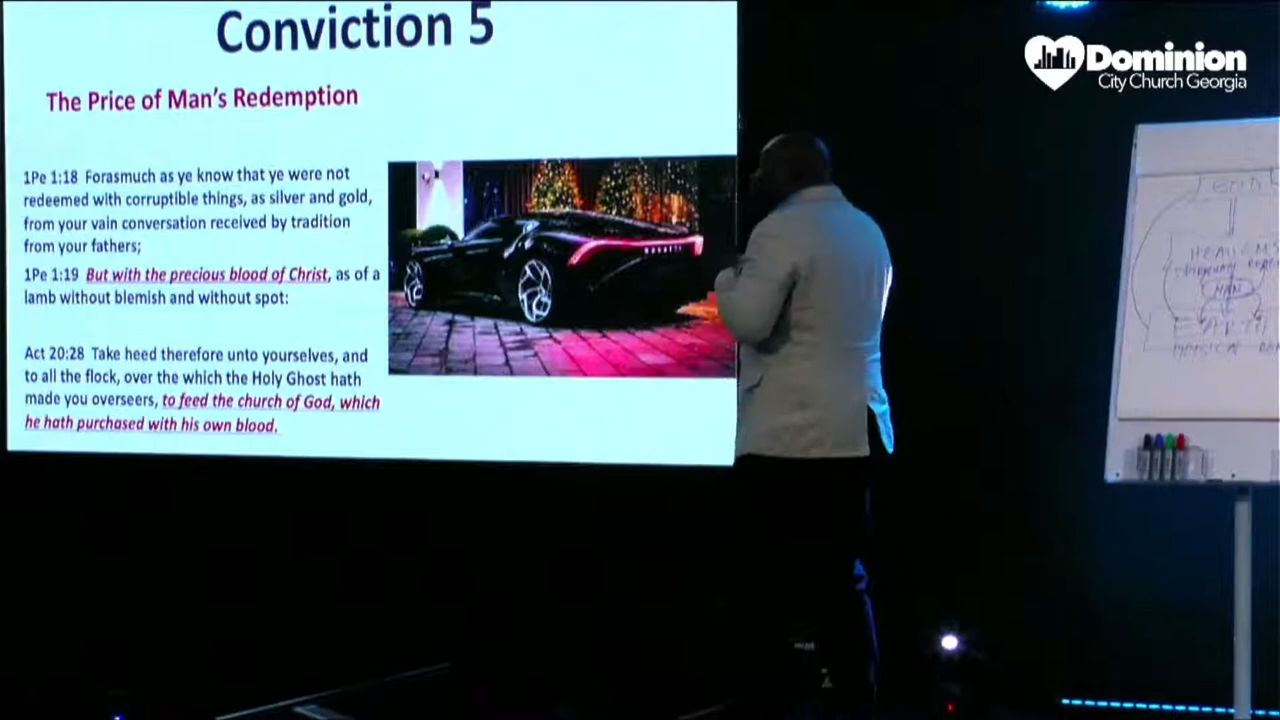 Conviction 5
The Price of Man's Redemption
1Pe 1:18 Forasmuch as ye know that ye were not
redeemed with corruptible things, as silver and gold,
from your vain conversation received by tradition
from your fathers;
1Pe 1:19 But with the precious blood of Christ, as of a
lamb without blemish and without spot:
Act 20:28 Take heed therefore unto yourselves, and
to all the flock, over the which the Holy Ghost hath
made you overseers, to feed the church of God, which
he hath purchased with his own blood.
BUGATTI
Dominion
City Church Georgia
GOD
MAN